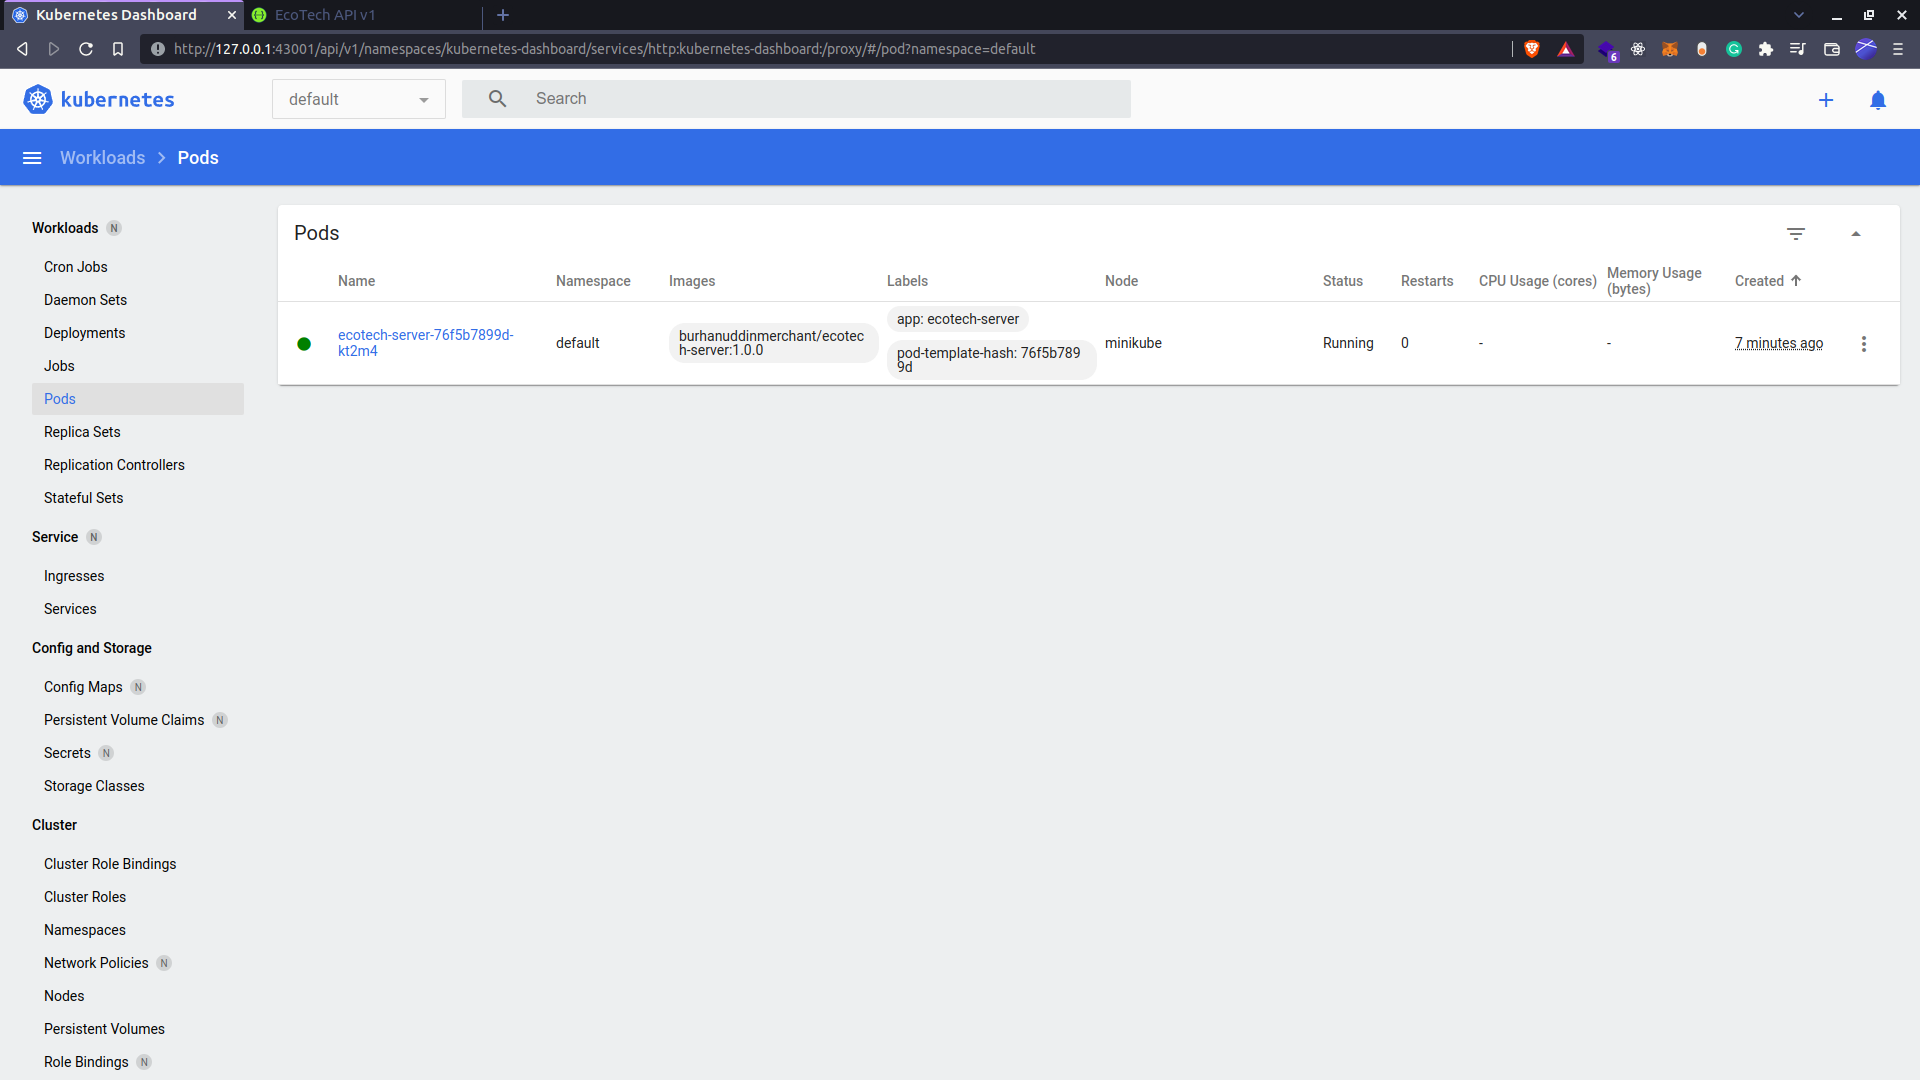 Kubernetes Dashboard
EcoTech API v1
http://127.0.0.1:43001/api/v1/namespaces/kubernetes-dashboard/services/http:kubernetes-dashboard:/proxy/#/pod?namespace=default
6
kubernetes
default
Search
Workloads
Pods
Workloads N
Cron Jobs
Daemon Sets
Deployments
Jobs
Pods
Replica Sets
Replication Controllers
Stateful Sets
Service N
Ingresses
Services
Config and Storage
Config Maps N
Persistent Volume Claims N
Secrets N
Storage Classes
Cluster
Cluster Role Bindings
Cluster Roles
Namespaces
Network Policies N
Nodes
Persistent Volumes
Role Bindings N
Pods
Name
Namespace
Images
Labels
Node
Status
Restarts
CPU Usage (cores)
Memory Usage
(bytes)
Created
ecotech-server-76f5b7899d-
kt2m4
default
burhanuddinmerchant/ecotec
h-server:1.0.0
app: ecotech-server
pod-template-hash: 76f5b789
9d
minikube
Running
0
-
-
7 minutes ago